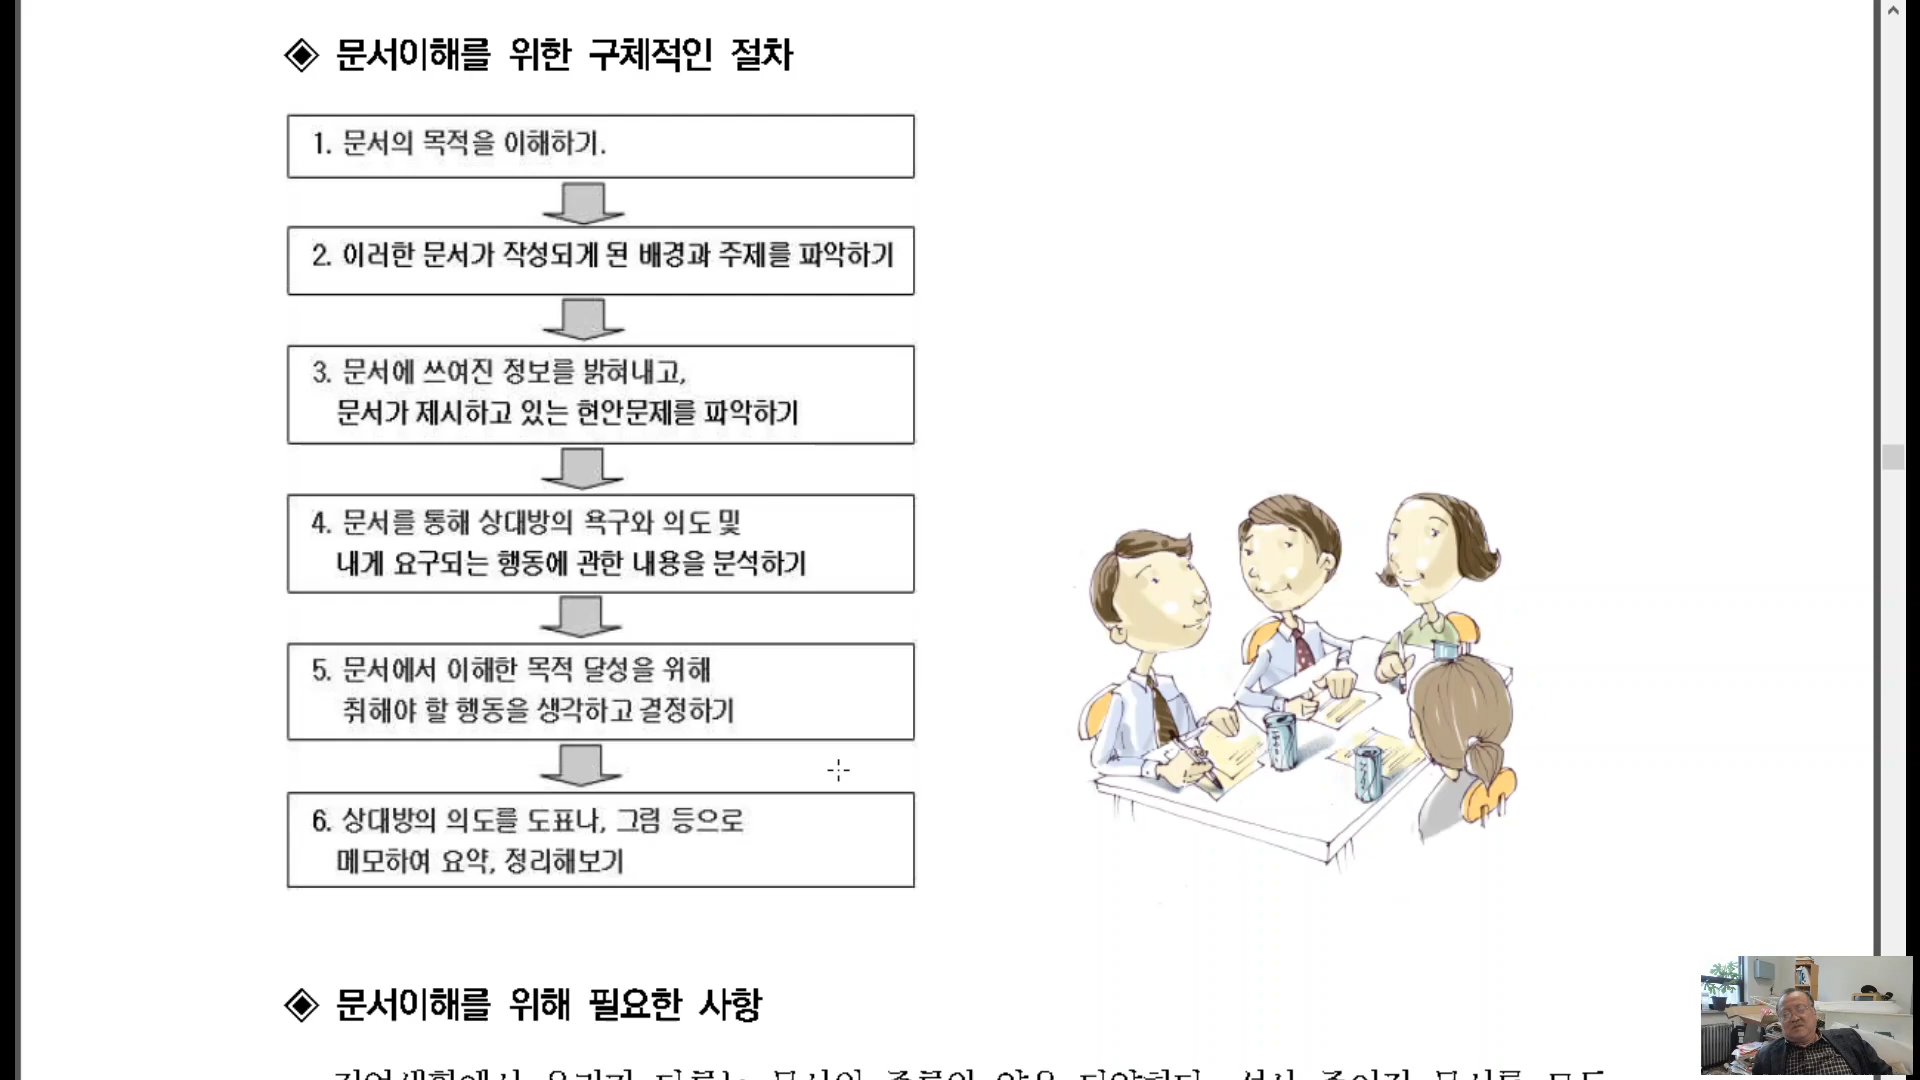 ◈ 문서이해를 위한 구체적인 절차
1. 문서의 목적을 이해하기.
2. 이러한 문서가 작성되게 된 배경과 주제를 파악하기
3. 문서에 쓰여진 정보를 밝혀내고,
문서가 제시하고 있는 현안문제를 파악하기
4. 문서를 통해 상대방의 욕구와 의도 및
내게 요구되는 행동에 관한 내용을 분석하기
5. 문서에서 이해한 목적 달성을 위해
취해야 할 행동을 생각하고 결정하기
6. 상대방의 의도를 도표나, 그림 등으로
메모하여 요약, 정리해보기
◈ 문서이해를 위해 필요한 사항